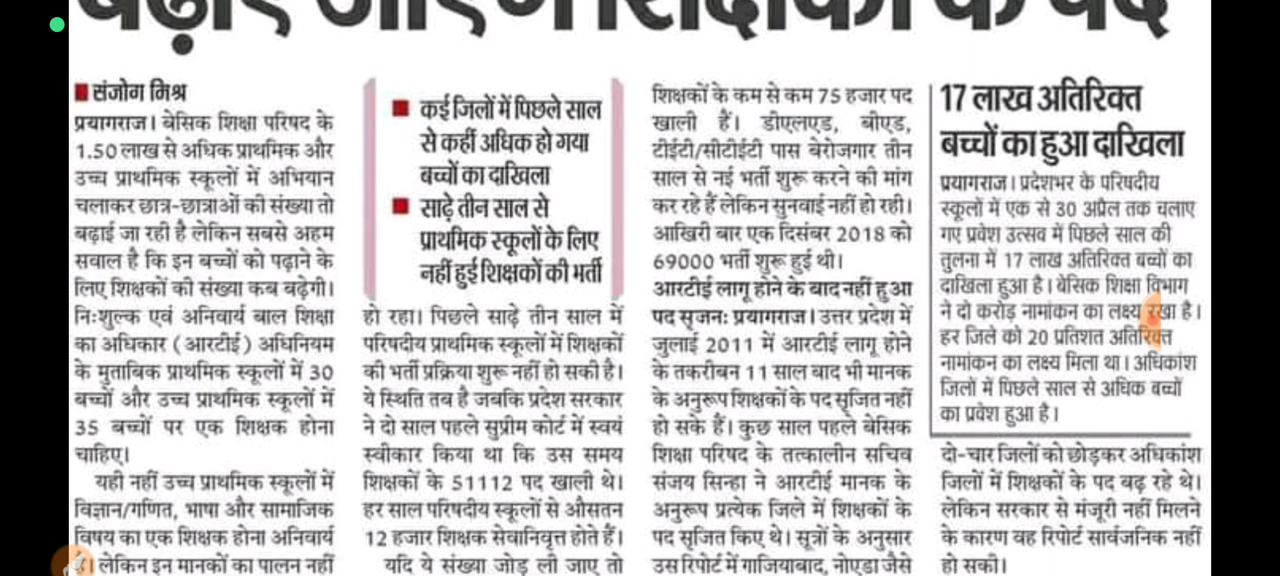 बढ़ाए जाएंगे शिक्षकों के पद
■ संजोग मिश्र
प्रयागराज। बेसिक शिक्षा परिषद के
1.50 लाख से अधिक प्राथमिक और
उच्च प्राथमिक स्कूलों में अभियान
चलाकर छात्र-छात्राओं की संख्या तो
बढ़ाई जा रही है लेकिन सबसे अहम
सवाल है कि इन बच्चों को पढ़ाने के
लिए शिक्षकों की संख्या कब बढ़ेगी।
निःशुल्क एवं अनिवार्य बाल शिक्षा
का अधिकार (आरटीई) अधिनियम
के मुताबिक प्राथमिक स्कूलों में 30
बच्चों और उच्च प्राथमिक स्कूलों में
35 बच्चों पर एक शिक्षक होना
चाहिए।
यही नहीं उच्च प्राथमिक स्कूलों में
विज्ञान/गणित, भाषा और सामाजिक
विषय का एक शिक्षक होना अनिवार्य
है। लेकिन इन मानकों का पालन नहीं
■ कई जिलों में पिछले साल
से कहीं अधिक हो गया
बच्चों का दाखिला
■ साढ़े तीन साल से
प्राथमिक स्कूलों के लिए
नहीं हुई शिक्षकों की भर्ती
हो रहा। पिछले साढ़े तीन साल में
परिषदीय प्राथमिक स्कूलों में शिक्षकों
की भर्ती प्रक्रिया शुरू नहीं हो सकी है।
ये स्थिति तब है जबकि प्रदेश सरकार
ने दो साल पहले सुप्रीम कोर्ट में स्वयं
स्वीकार किया था कि उस समय
शिक्षकों के 51112 पद खाली थे।
हर साल परिषदीय स्कूलों से औसतन
12 हजार शिक्षक सेवानिवृत्त होते हैं।
यदि ये संख्या जोड़ ली जाए तो
शिक्षकों के कम से कम 75 हजार पद
खाली हैं। डीएलएड, बीएड,
टीईटी/सीटीईटी पास बेरोजगार तीन
साल से नई भर्ती शुरू करने की मांग
कर रहे हैं लेकिन सुनवाई नहीं हो रही।
आखिरी बार एक दिसंबर 2018 को
69000 भर्ती शुरू हुई थी।
आरटीई लागू होने के बाद नहीं हुआ
पद सृजनः प्रयागराज। उत्तर प्रदेश में
जुलाई 2011 में आरटीई लागू होने
के तकरीबन 11 साल बाद भी मानक
के अनुरूप शिक्षकों के पद सृजित नहीं
हो सके हैं। कुछ साल पहले बेसिक
शिक्षा परिषद के तत्कालीन सचिव
संजय सिन्हा ने आरटीई मानक के
अनुरूप प्रत्येक जिले में शिक्षकों के
पद सृजित किए थे। सूत्रों के अनुसार
उस रिपोर्ट में गाजियाबाद, नोएडा जैसे
17 लाख अतिरिक्त
बच्चों का हुआ दाखिला
प्रयागराज। प्रदेशभर के परिषदीय
स्कूलों में एक से 30 अप्रैल तक चलाए
गए प्रवेश उत्सव में पिछले साल की
तुलना में 17 लाख अतिरिक्त बच्चों का
दाखिला हुआ है। बेसिक शिक्षा विभाग
ने दो करोड़ नामांकन का लक्ष्य रखा है।
हर जिले को 20 प्रतिशत अतिरिक्त
नामांकन का लक्ष्य मिला था। अधिकांश
जिलों में पिछले साल से अधिक बच्चों
का प्रवेश हुआ है।
दो-चार जिलों को छोड़कर अधिकांश
जिलों में शिक्षकों के पद बढ़ रहे थे।
लेकिन सरकार से मंजूरी नहीं मिलने
के कारण वह रिपोर्ट सार्वजनिक नहीं
हो सकी।